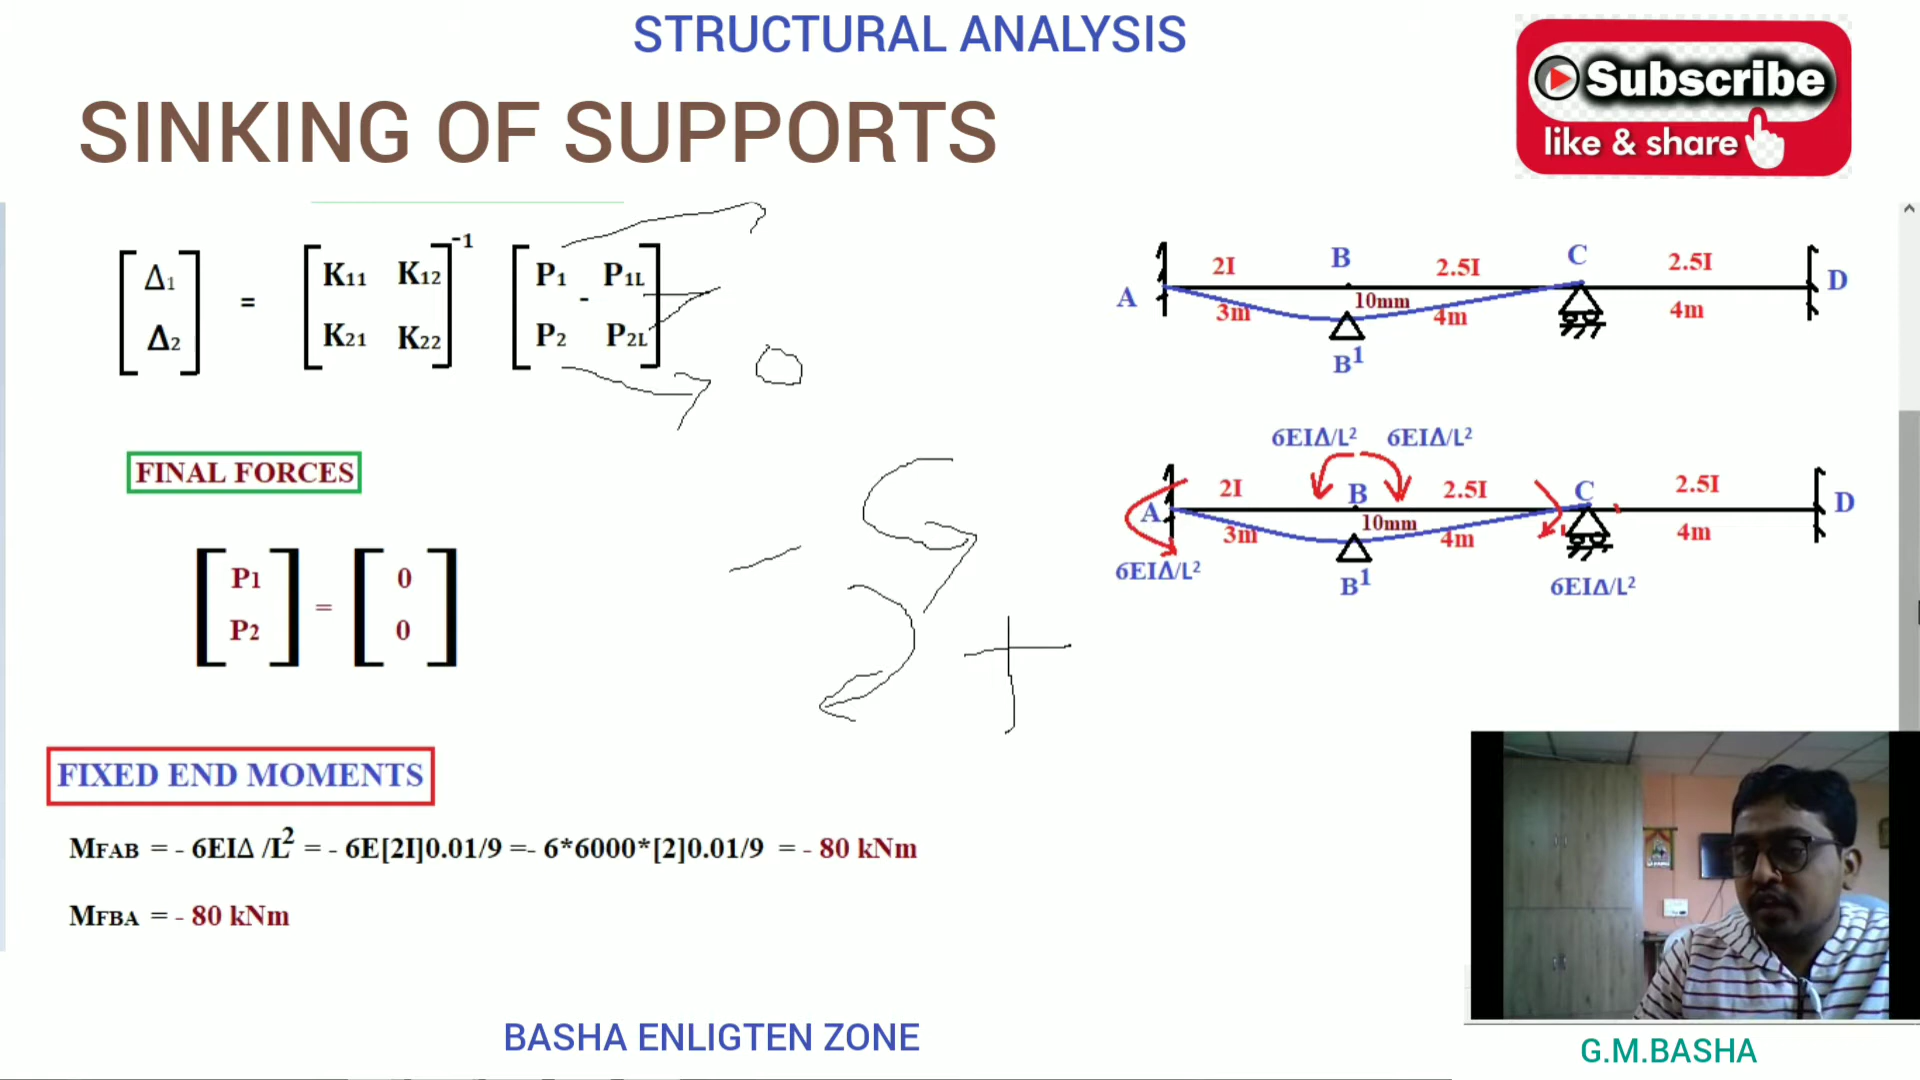 STRUCTURAL ANALYSIS
SINKING OF SUPPORTS
Subscribe
like & share
Δ1 = K11 K12 -1 P1 - P1L
Δ2 K21 K22 P2 P2L
0
FINAL FORCES
P1 = 0
P2 0
- +
FIXED END MOMENTS
MFAB = - 6EIΔ /L² = - 6E[2I]0.01/9 =- 6*6000*[2]0.01/9 = - 80 kNm
MFBA = - 80 kNm
2I B 2.5I C 2.5I
A 10mm D
3m 4m 4m
B1
6EIΔ/L² 6EIΔ/L²
2I B 2.5I C 2.5I
A 10mm D
3m 4m 4m
6EIΔ/L² B1 6EIΔ/L²
BASHA ENLIGTEN ZONE
G.M.BASHA